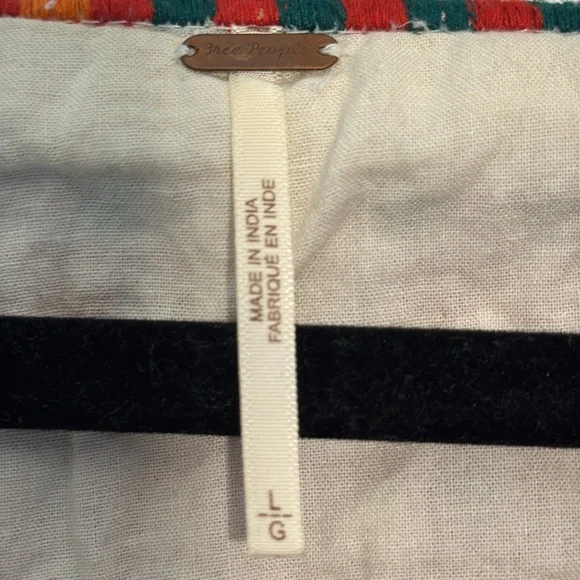 Free People
MADE IN INDIA
FABRIQUÉ EN INDE
L
G